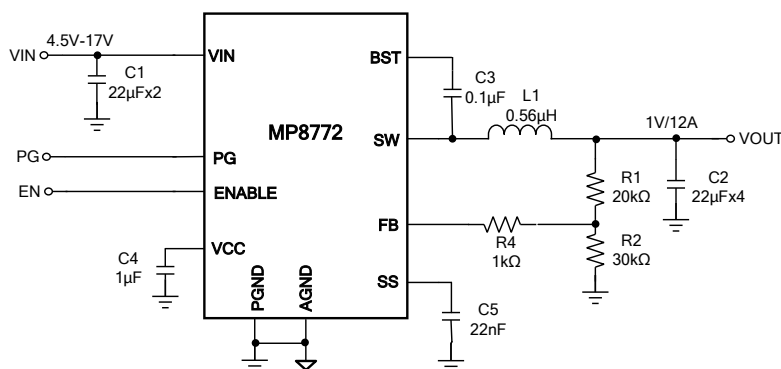 4.5V-17V
VIN
C1
22µFx2
VIN
BST
C3
0.1µF
L1
0.56µH
MP8772
SW
1V/12A
VOUT
PG
PG
EN
ENABLE
R1
20kΩ
C2
22µFx4
FB
R4
1kΩ
R2
30kΩ
VCC
C4
1µF
PGND
AGND
SS
C5
22nF